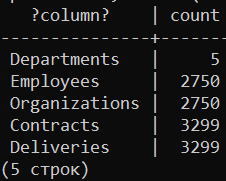 ?column? | count
---------------+-------
Departments | 5
Employees | 2750
Organizations | 2750
Contracts | 3299
Deliveries | 3299
(5 строк)